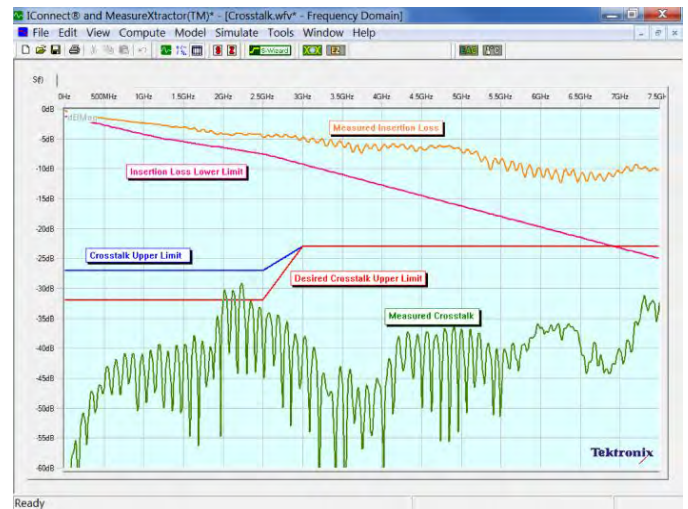 IConnect® and MeasureXtractor(TM)* - [Crosstalk.wfv* - Frequency Domain]
File Edit View Compute Model Simulate Tools Window Help
S-Wizard
S(f)
0Hz 500MHz 1GHz 1.5GHz 2GHz 2.5GHz 3GHz 3.5GHz 4GHz 4.5GHz 5GHz 5.5GHz 6GHz 6.5GHz 7GHz 7.5GH
0dB
dBMag
Measured Insertion Loss
-5dB
Insertion Loss Lower Limit
-10dB
-15dB
-20dB
Crosstalk Upper Limit
-25dB
Desired Crosstalk Upper Limit
-30dB
Measured Crosstalk
-35dB
-40dB
-45dB
-50dB
-55dB
Tektronix
-60dB
Ready